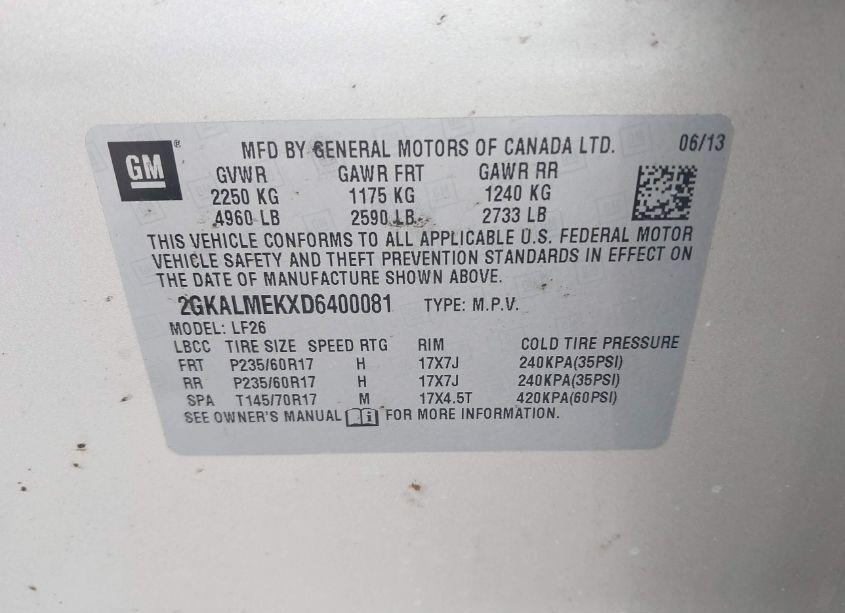 GM ®
MFD BY GENERAL MOTORS OF CANADA LTD. 06/13
GVWR GAWR FRT GAWR RR
2250 KG 1175 KG 1240 KG
4960 LB 2590 LB 2733 LB
THIS VEHICLE CONFORMS TO ALL APPLICABLE U.S. FEDERAL MOTOR
VEHICLE SAFETY AND THEFT PREVENTION STANDARDS IN EFFECT ON
THE DATE OF MANUFACTURE SHOWN ABOVE.
2GKALMEKXD6400081 TYPE: M.P.V.
MODEL: LF26
LBCC TIRE SIZE SPEED RTG RIM COLD TIRE PRESSURE
FRT P235/60R17 H 17X7J 240KPA(35PSI)
RR P235/60R17 H 17X7J 240KPA(35PSI)
SPA T145/70R17 M 17X4.5T 420KPA(60PSI)
SEE OWNER'S MANUAL i FOR MORE INFORMATION.